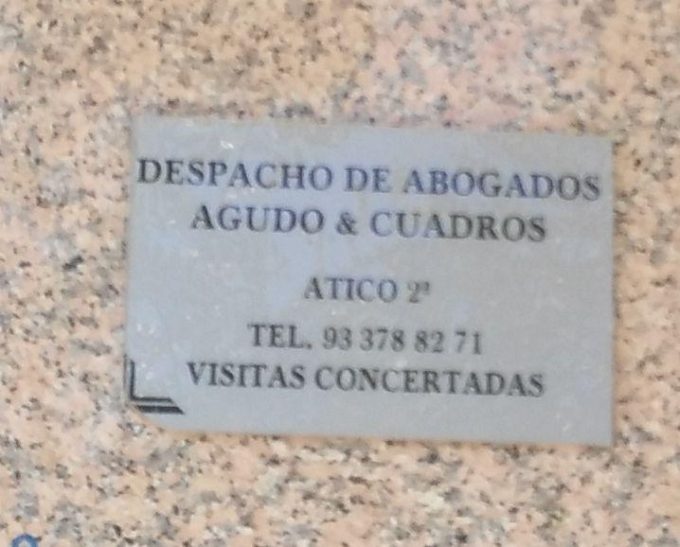 DESPACHO DE ABOGADOS
AGUDO & CUADROS
ATICO 2ª
TEL. 93 378 82 71
VISITAS CONCERTADAS